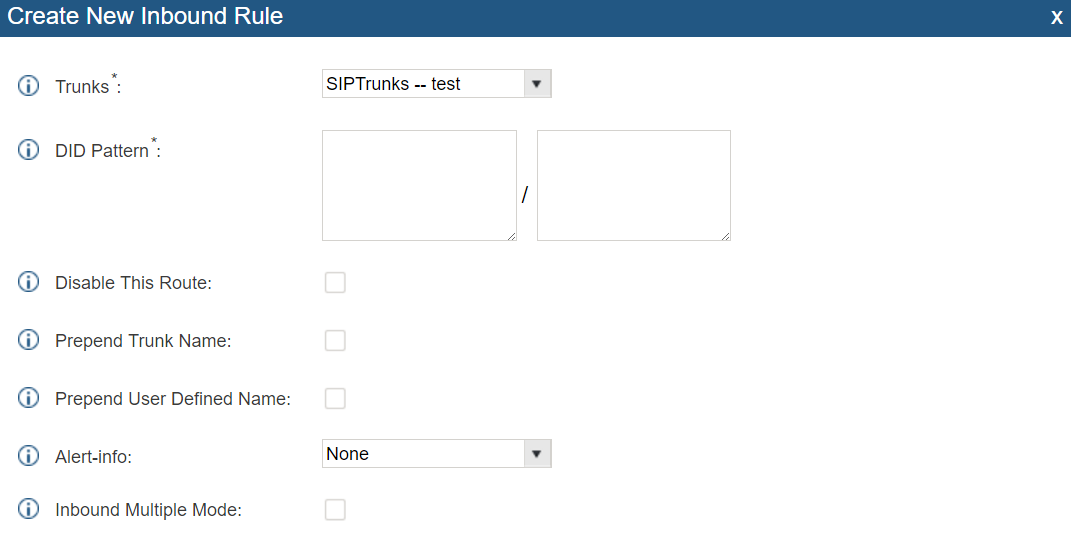 Create New Inbound Rule x
Trunks*: SIPTrunks -- test
DID Pattern*: /
Disable This Route:
Prepend Trunk Name:
Prepend User Defined Name:
Alert-info: None
Inbound Multiple Mode: